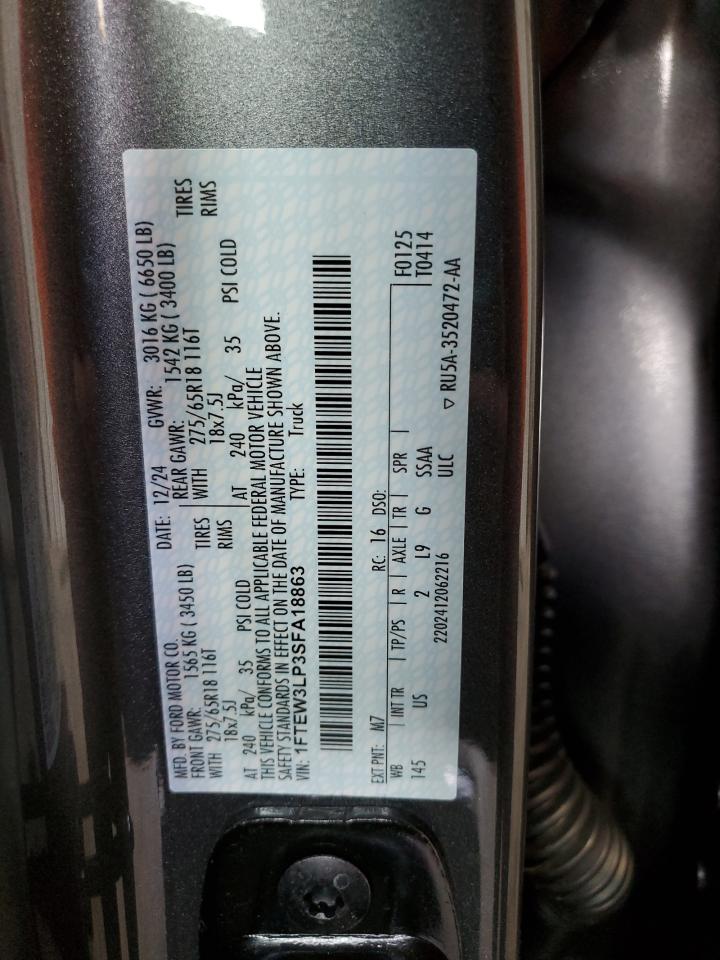 MFD. BY FORD MOTOR CO.
DATE: 12/24 GVWR: 3016 KG ( 6650 LB)
FRONT GAWR: 1565 KG ( 3450 LB)
REAR GAWR: 1542 KG ( 3400 LB)
WITH 275/65R18 116T TIRES
WITH 275/65R18 116T TIRES
18x7.5J RIMS
18x7.5J RIMS
AT 240 kPa/ 35 PSI COLD
AT 240 kPa/ 35 PSI COLD
THIS VEHICLE CONFORMS TO ALL APPLICABLE FEDERAL MOTOR VEHICLE
SAFETY STANDARDS IN EFFECT ON THE DATE OF MANUFACTURE SHOWN ABOVE.
VIN: 1FTEW3LP3SFA18863 TYPE: Truck
EXT PNT: M7 RC: 16 DSO: F0125
WB INT TR TP/PS R AXLE TR SPR T0414
145 US 2 L9 G SSAA
2202412062216 ULC ▽ RU5A-3520472-AA